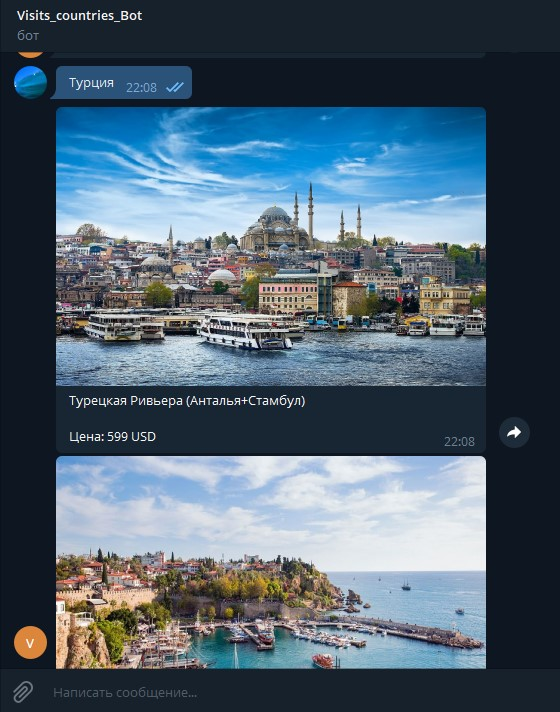 Visits_countries_Bot
бот
Турция 22:08
Турецкая Ривьера (Анталья+Стамбул)
Цена: 599 USD
22:08
V
Написать сообщение...